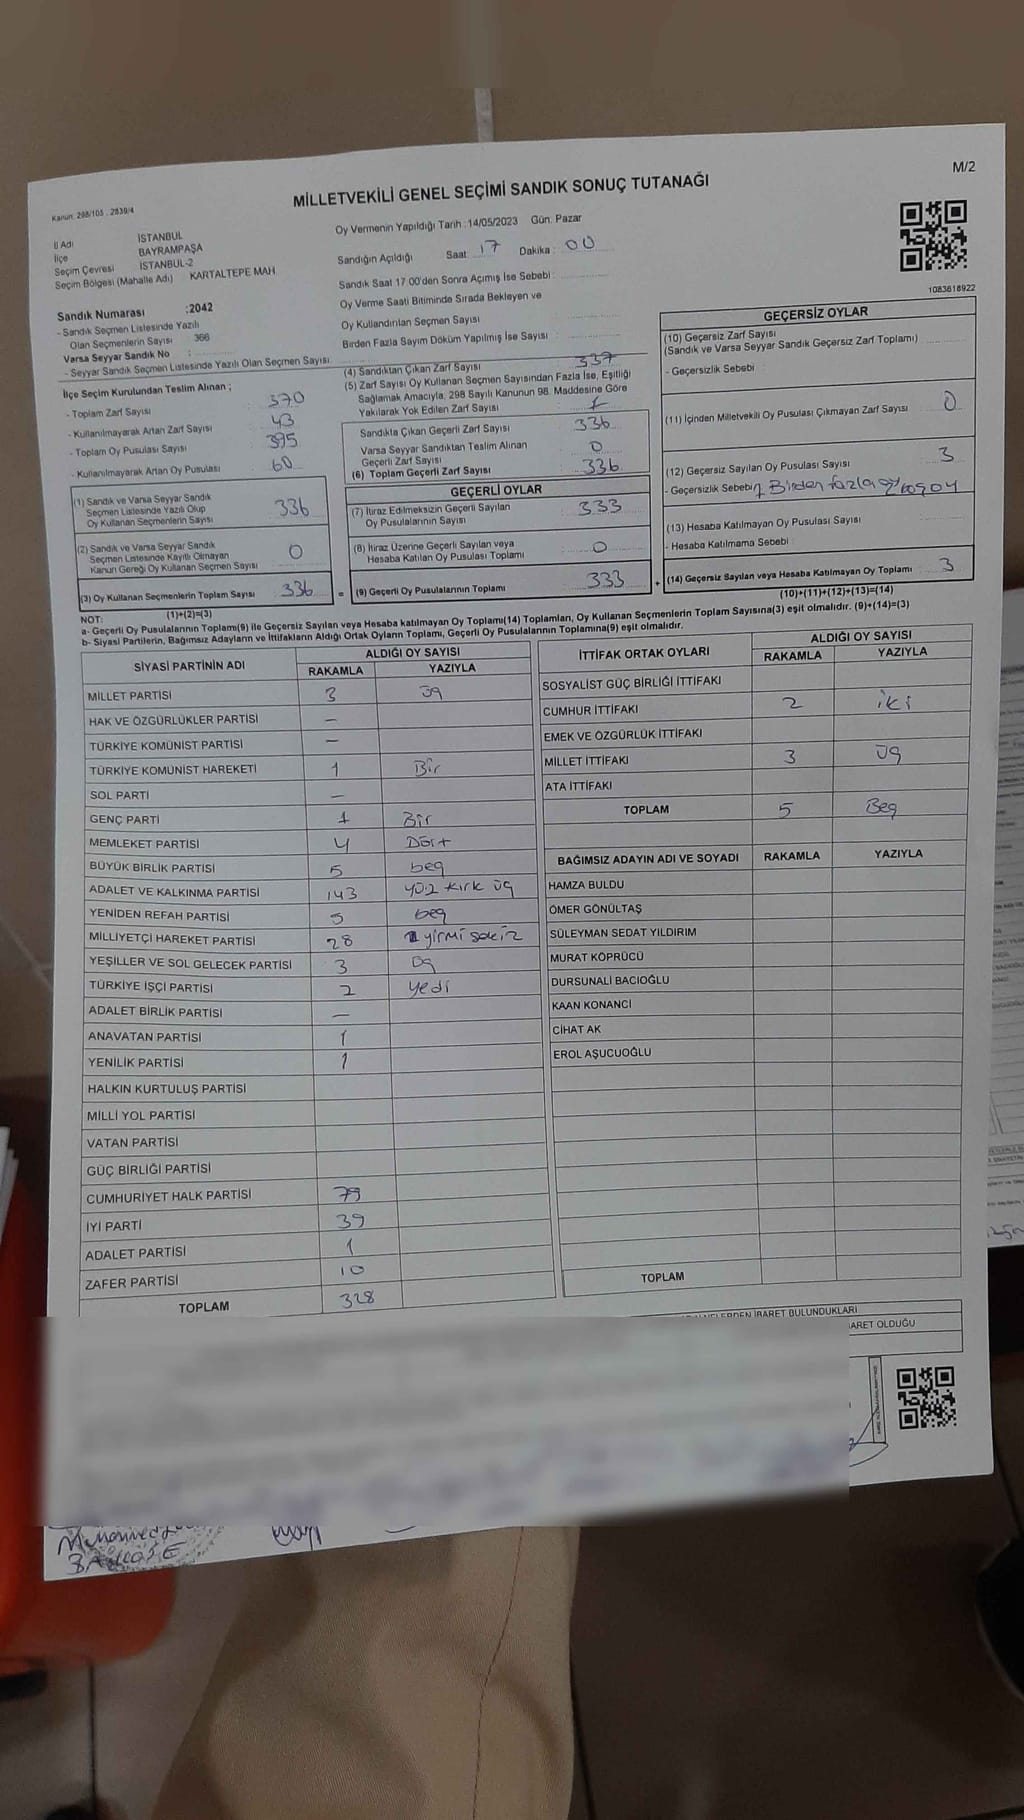 M/2
MİLLETVEKİLİ GENEL SEÇİMİ SANDIK SONUÇ TUTANAĞI
Kanun: 298/105 . 2839/4
İl Adı İSTANBUL
İlçe BAYRAMPAŞA
Seçim Çevresi İSTANBUL-2
Seçim Bölgesi (Mahalle Adı) KARTALTEPE MAH
Sandık Numarası :2042
- Sandık Seçmen Listesinde Yazılı
Olan Seçmenlerin Sayısı 366
Varsa Seyyar Sandık No :
- Seyyar Sandık Seçmen Listesinde Yazılı Olan Seçmen Sayısı:
Oy Vermenin Yapıldığı Tarih : 14/05/2023 Gün. Pazar
Sandığın Açıldığı Saat: 17 Dakika : 00
Sandık Saat 17 00'den Sonra Açımış İse Sebebi :
Oy Verme Saati Bitiminde Sırada Bekleyen ve
Oy Kullandırılan Seçmen Sayısı
Birden Fazla Sayım Döküm Yapılmış İse Sayısı :
1083618922
İlçe Seçim Kurulundan Teslim Alınan ;
- Toplam Zarf Sayısı 370
- Kullanılmayarak Artan Zarf Sayısı 43
- Toplam Oy Pusulası Sayısı 395
- Kullanılmayarak Artan Oy Pusulası 60
(1) Sandık ve Varsa Seyyar Sandık
Seçmen Listesinde Yazılı Olup
Oy Kullanan Seçmenlerin Sayısı 336
(2) Sandık ve Varsa Seyyar Sandık
Seçmen Listesinde Kayıtlı Olmayan
Kanun Gereği Oy Kullanan Seçmen Sayısı 0
(3) Oy Kullanan Seçmenlerin Toplam Sayısı 336 =
(1)+(2)=(3)
(4) Sandıktan Çıkan Zarf Sayısı 337
(5) Zarf Sayısı Oy Kullanan Seçmen Sayısından Fazla İse, Eşitliği
Sağlamak Amacıyla, 298 Sayılı Kanunun 98. Maddesine Göre
Yakılarak Yok Edilen Zarf Sayısı 1
Sandıkta Çıkan Geçerli Zarf Sayısı 336
Varsa Seyyar Sandıktan Teslim Alınan
Geçerli Zarf Sayısı 0
(6) Toplam Geçerli Zarf Sayısı 336
GEÇERLİ OYLAR
(7) İtiraz Edilmeksizin Geçerli Sayılan
Oy Pusulalarının Sayısı 333
(8) İtiraz Üzerine Geçerli Sayılan veya
Hesaba Katılan Oy Pusulası Toplamı 0
(9) Geçerli Oy Pusulalarının Toplamı 333 +
GEÇERSİZ OYLAR
(10) Geçersiz Zarf Sayısı
(Sandık ve Varsa Seyyar Sandık Geçersiz Zarf Toplamı)
- Geçersizlik Sebebi :
(11) İçinden Milletvekili Oy Pusulası Çıkmayan Zarf Sayısı 0
(12) Geçersiz Sayılan Oy Pusulası Sayısı 3
- Geçersizlik Sebebi Birden fazla
(13) Hesaba Katılmayan Oy Pusulası Sayısı
- Hesaba Katılmama Sebebi :
(14) Geçersiz Sayılan veya Hesaba Katılmayan Oy Toplamı 3
(10)+(11)+(12)+(13)=(14)
NOT:
a- Geçerli Oy Pusulalarının Toplamı(9) ile Geçersiz Sayılan veya Hesaba katılmayan Oy Toplamı(14) Toplamları, Oy Kullanan Seçmenlerin Toplam Sayısına(3) eşit olmalıdır. (9)+(14)=(3)
b- Siyasi Partilerin, Bağımsız Adayların ve İttifakların Aldığı Ortak Oyların Toplamı, Geçerli Oy Pusulalarının Toplamına(9) eşit olmalıdır.
SİYASİ PARTİNİN ADI ALDIĞI OY SAYISI
RAKAMLA YAZIYLA
MİLLET PARTİSİ 3 üç
HAK VE ÖZGÜRLÜKLER PARTİSİ —
TÜRKİYE KOMÜNİST PARTİSİ —
TÜRKİYE KOMÜNİST HAREKETİ 1 Bir
SOL PARTİ —
GENÇ PARTİ 1 Bir
MEMLEKET PARTİSİ 4 Dört
BÜYÜK BİRLİK PARTİSİ 5 beş
ADALET VE KALKINMA PARTİSİ 143 yüz kırk üç
YENİDEN REFAH PARTİSİ 5 beş
MİLLİYETÇİ HAREKET PARTİSİ 28 yirmi sekiz
YEŞİLLER VE SOL GELECEK PARTİSİ 3 üç
TÜRKİYE İŞÇİ PARTİSİ 7 yedi
ADALET BİRLİK PARTİSİ —
ANAVATAN PARTİSİ 1
YENİLİK PARTİSİ 1
HALKIN KURTULUŞ PARTİSİ
MİLLİ YOL PARTİSİ
VATAN PARTİSİ
GÜÇ BİRLİĞİ PARTİSİ
CUMHURİYET HALK PARTİSİ 79
İYİ PARTİ 39
ADALET PARTİSİ 1
ZAFER PARTİSİ 10
TOPLAM 328
İTTİFAK ORTAK OYLARI ALDIĞI OY SAYISI
RAKAMLA YAZIYLA
SOSYALİST GÜÇ BİRLİĞİ İTTİFAKI
CUMHUR İTTİFAKI 2 iki
EMEK VE ÖZGÜRLÜK İTTİFAKI
MİLLET İTTİFAKI 3 üç
ATA İTTİFAKI
TOPLAM 5 Beş
BAĞIMSIZ ADAYIN ADI VE SOYADI RAKAMLA YAZIYLA
HAMZA BULDU
ÖMER GÖNÜLTAŞ
SÜLEYMAN SEDAT YILDIRIM
MURAT KÖPRÜCÜ
DURSUNALİ BACIOĞLU
KAAN KONANCİ
CİHAT AK
EROL AŞUCUOĞLU
TOPLAM
İBARET BULUNDUKLARI
OLDUĞU